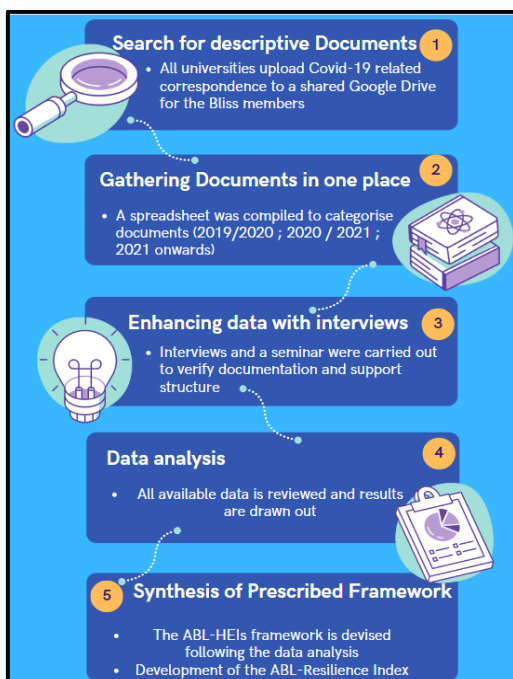 Search for descriptive Documents
1
• All universities upload Covid-19 related
correspondence to a shared Google Drive
for the Bliss members
2
Gathering Documents in one place
• A spreadsheet was compiled to categorise
documents (2019/2020 ; 2020 / 2021 ;
2021 onwards)
Enhancing data with interviews
3
• Interviews and a seminar were carried out
to verify documentation and support
structure
4
Data analysis
• All available data is reviewed and results
are drawn out
5
Synthesis of Prescribed Framework
• The ABL-HEIs framework is devised
following the data analysis
• Development of the ABL-Resilience Index